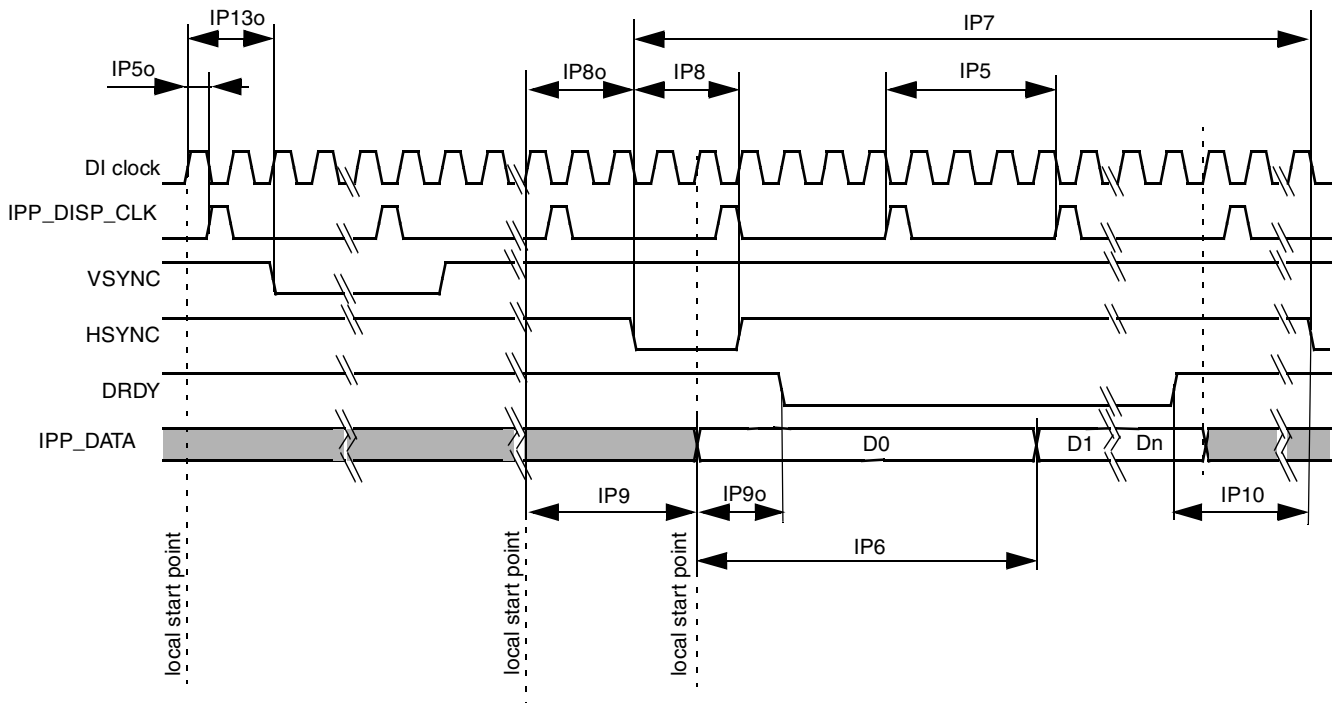 IP13o
IP7
IP5o
IP8o
IP8
IP5
DI clock
IPP_DISP_CLK
VSYNC
HSYNC
DRDY
IPP_DATA
D0
D1
Dn
IP9
IP9o
IP10
IP6
local start point
local start point
local start point